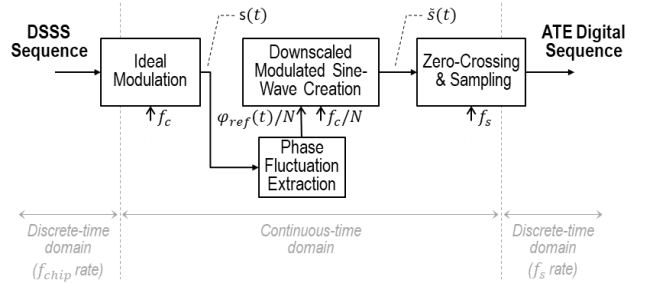 DSSS
Sequence
Ideal
Modulation
f_c
s(t)
Downscaled
Modulated Sine-
Wave Creation
φ_ref(t)/N
f_c/N
Phase
Fluctuation
Extraction
š(t)
Zero-Crossing
& Sampling
f_s
ATE Digital
Sequence
Discrete-time
domain
(f_chip rate)
Continuous-time
domain
Discrete-time
domain
(f_s rate)